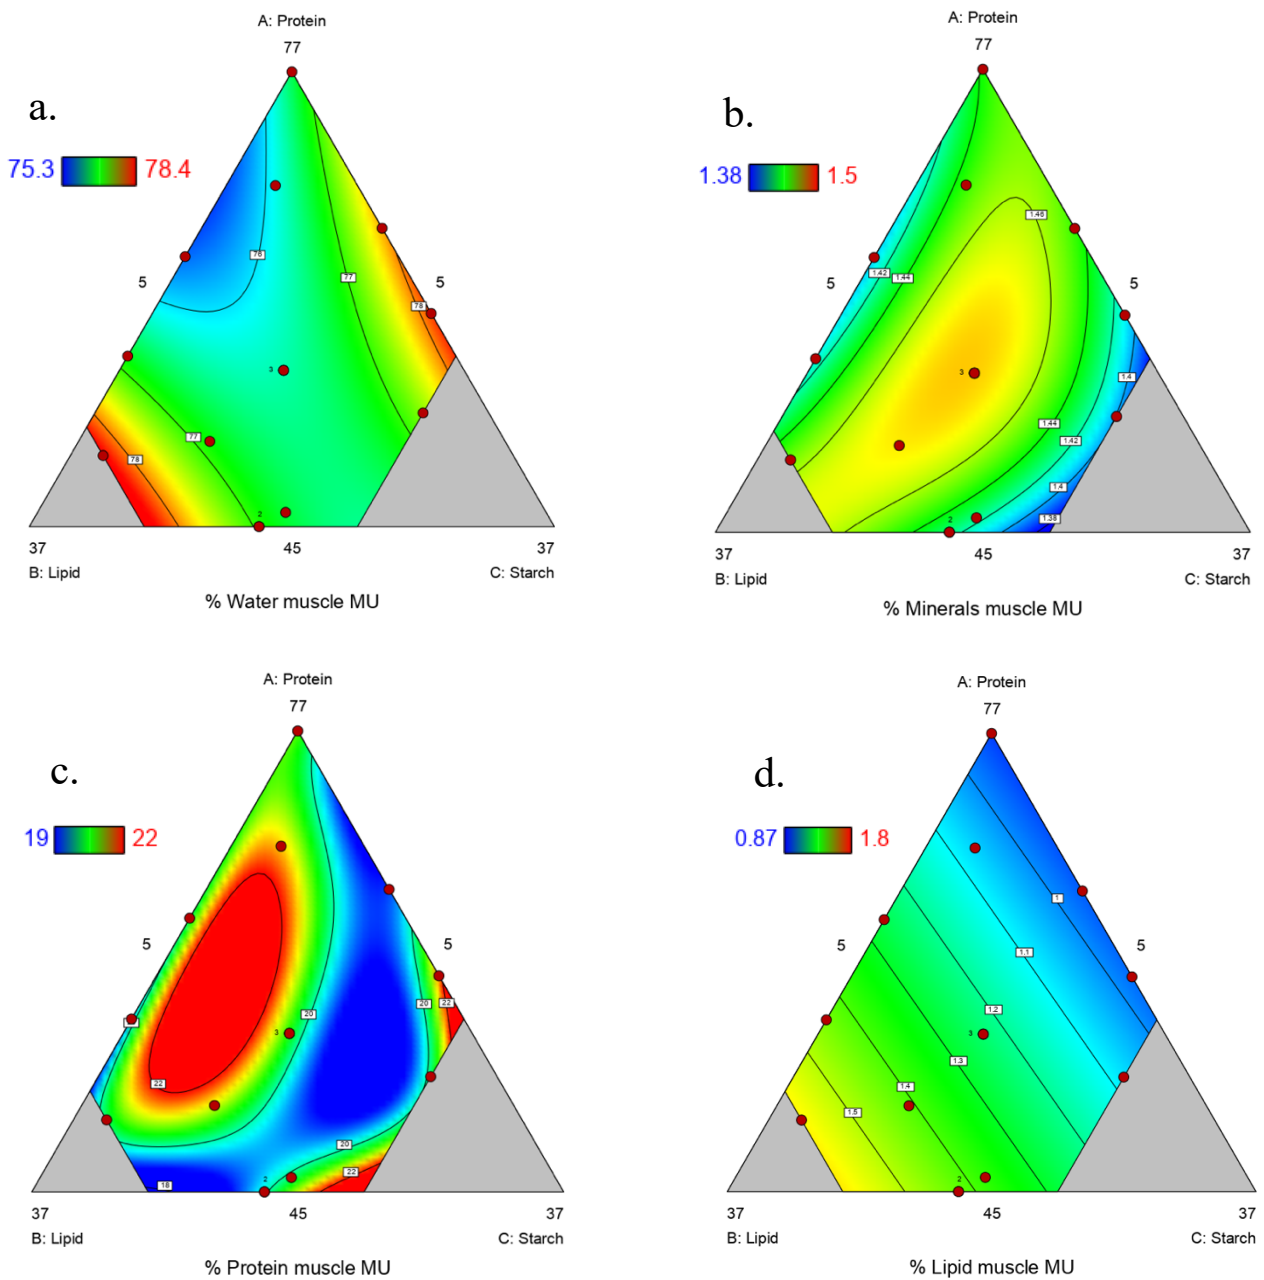 A: Protein
77
a.
75.3 78.4
76
5 5
77
78
3
77
78
2
37 45 37
B: Lipid C: Starch
% Water muscle MU
A: Protein
77
b.
1.38 1.5
1.46
1.42 1.44
5 5
3
1.4
1.44
1.42
1.4
2 1.38
37 45 37
B: Lipid C: Starch
% Minerals muscle MU
A: Protein
77
c.
19 22
5 5
20 22
20
3
22
20
22
2
18
37 45 37
B: Lipid C: Starch
% Protein muscle MU
A: Protein
77
d.
0.87 1.8
1
5 5
1.1
1.2
3
1.3
1.4
1.5
2
37 45 37
B: Lipid C: Starch
% Lipid muscle MU